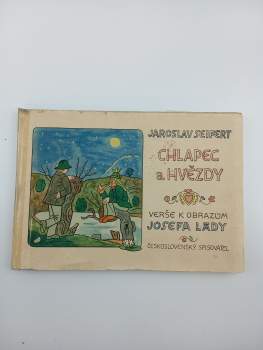 JAROSLAV SEIFERT
CHLAPEC
a HVĚZDY
VERŠE K OBRAZŮM
JOSEFA LADY
ČESKOSLOVENSKÝ SPISOVATEL